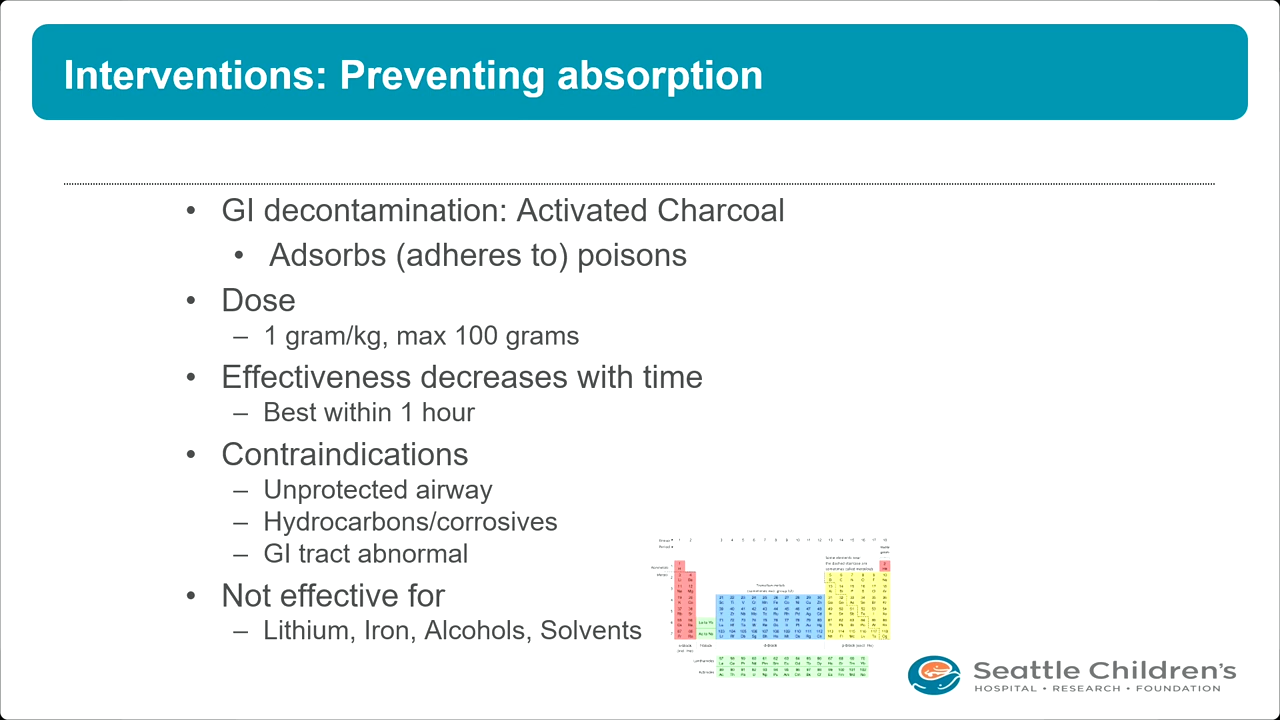 Interventions: Preventing absorption
• GI decontamination: Activated Charcoal
• Adsorbs (adheres to) poisons
• Dose
– 1 gram/kg, max 100 grams
• Effectiveness decreases with time
– Best within 1 hour
• Contraindications
– Unprotected airway
– Hydrocarbons/corrosives
– GI tract abnormal
• Not effective for
– Lithium, Iron, Alcohols, Solvents
Seattle Children's
HOSPITAL • RESEARCH • FOUNDATION